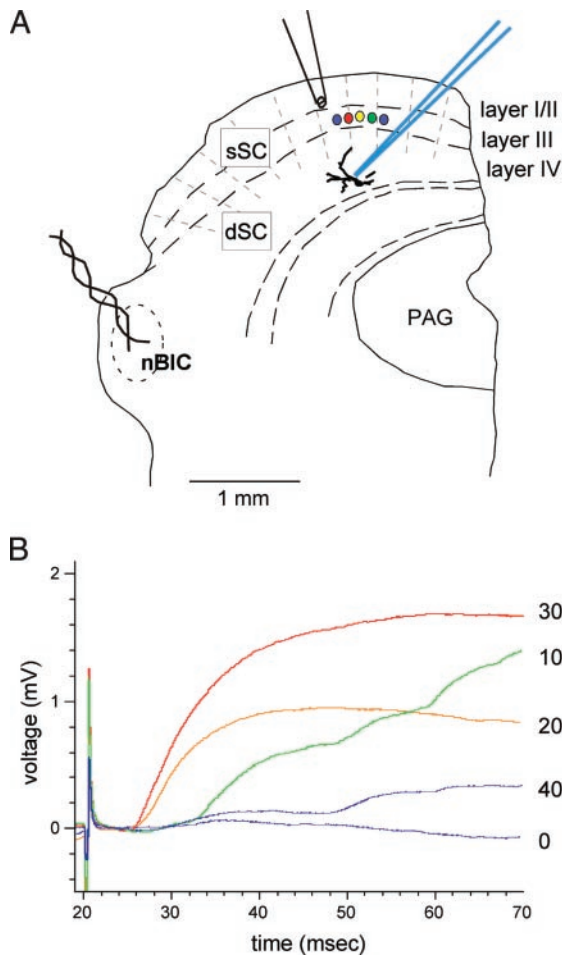 A
layer I/II
sSC
layer III
layer IV
dSC
PAG
nBIC
1 mm
B
2
30
10
1
20
voltage (mV)
40
0
0
20 30 40 50 60 70
time (msec)